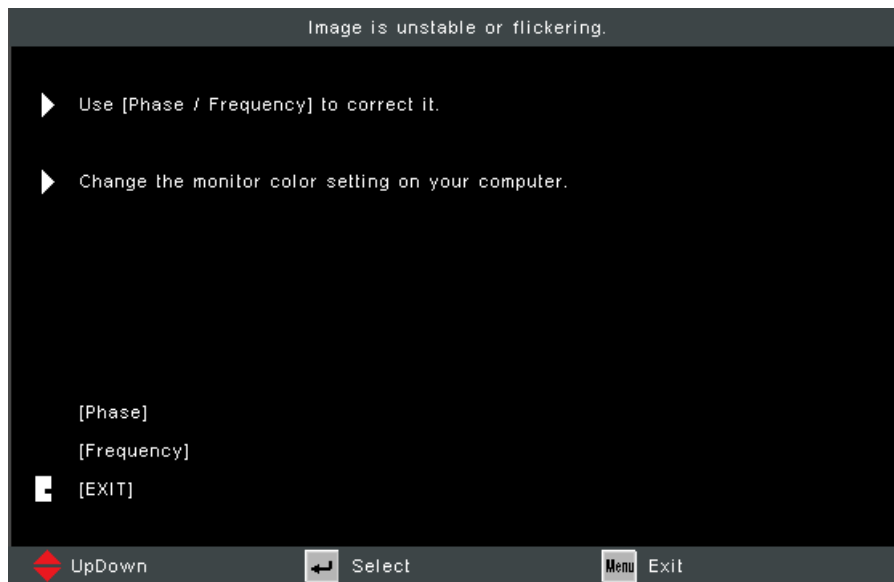 Image is unstable or flickering.
Use [Phase / Frequency] to correct it.
Change the monitor color setting on your computer.
[Phase]
[Frequency]
[EXIT]
UpDown Select Menu Exit